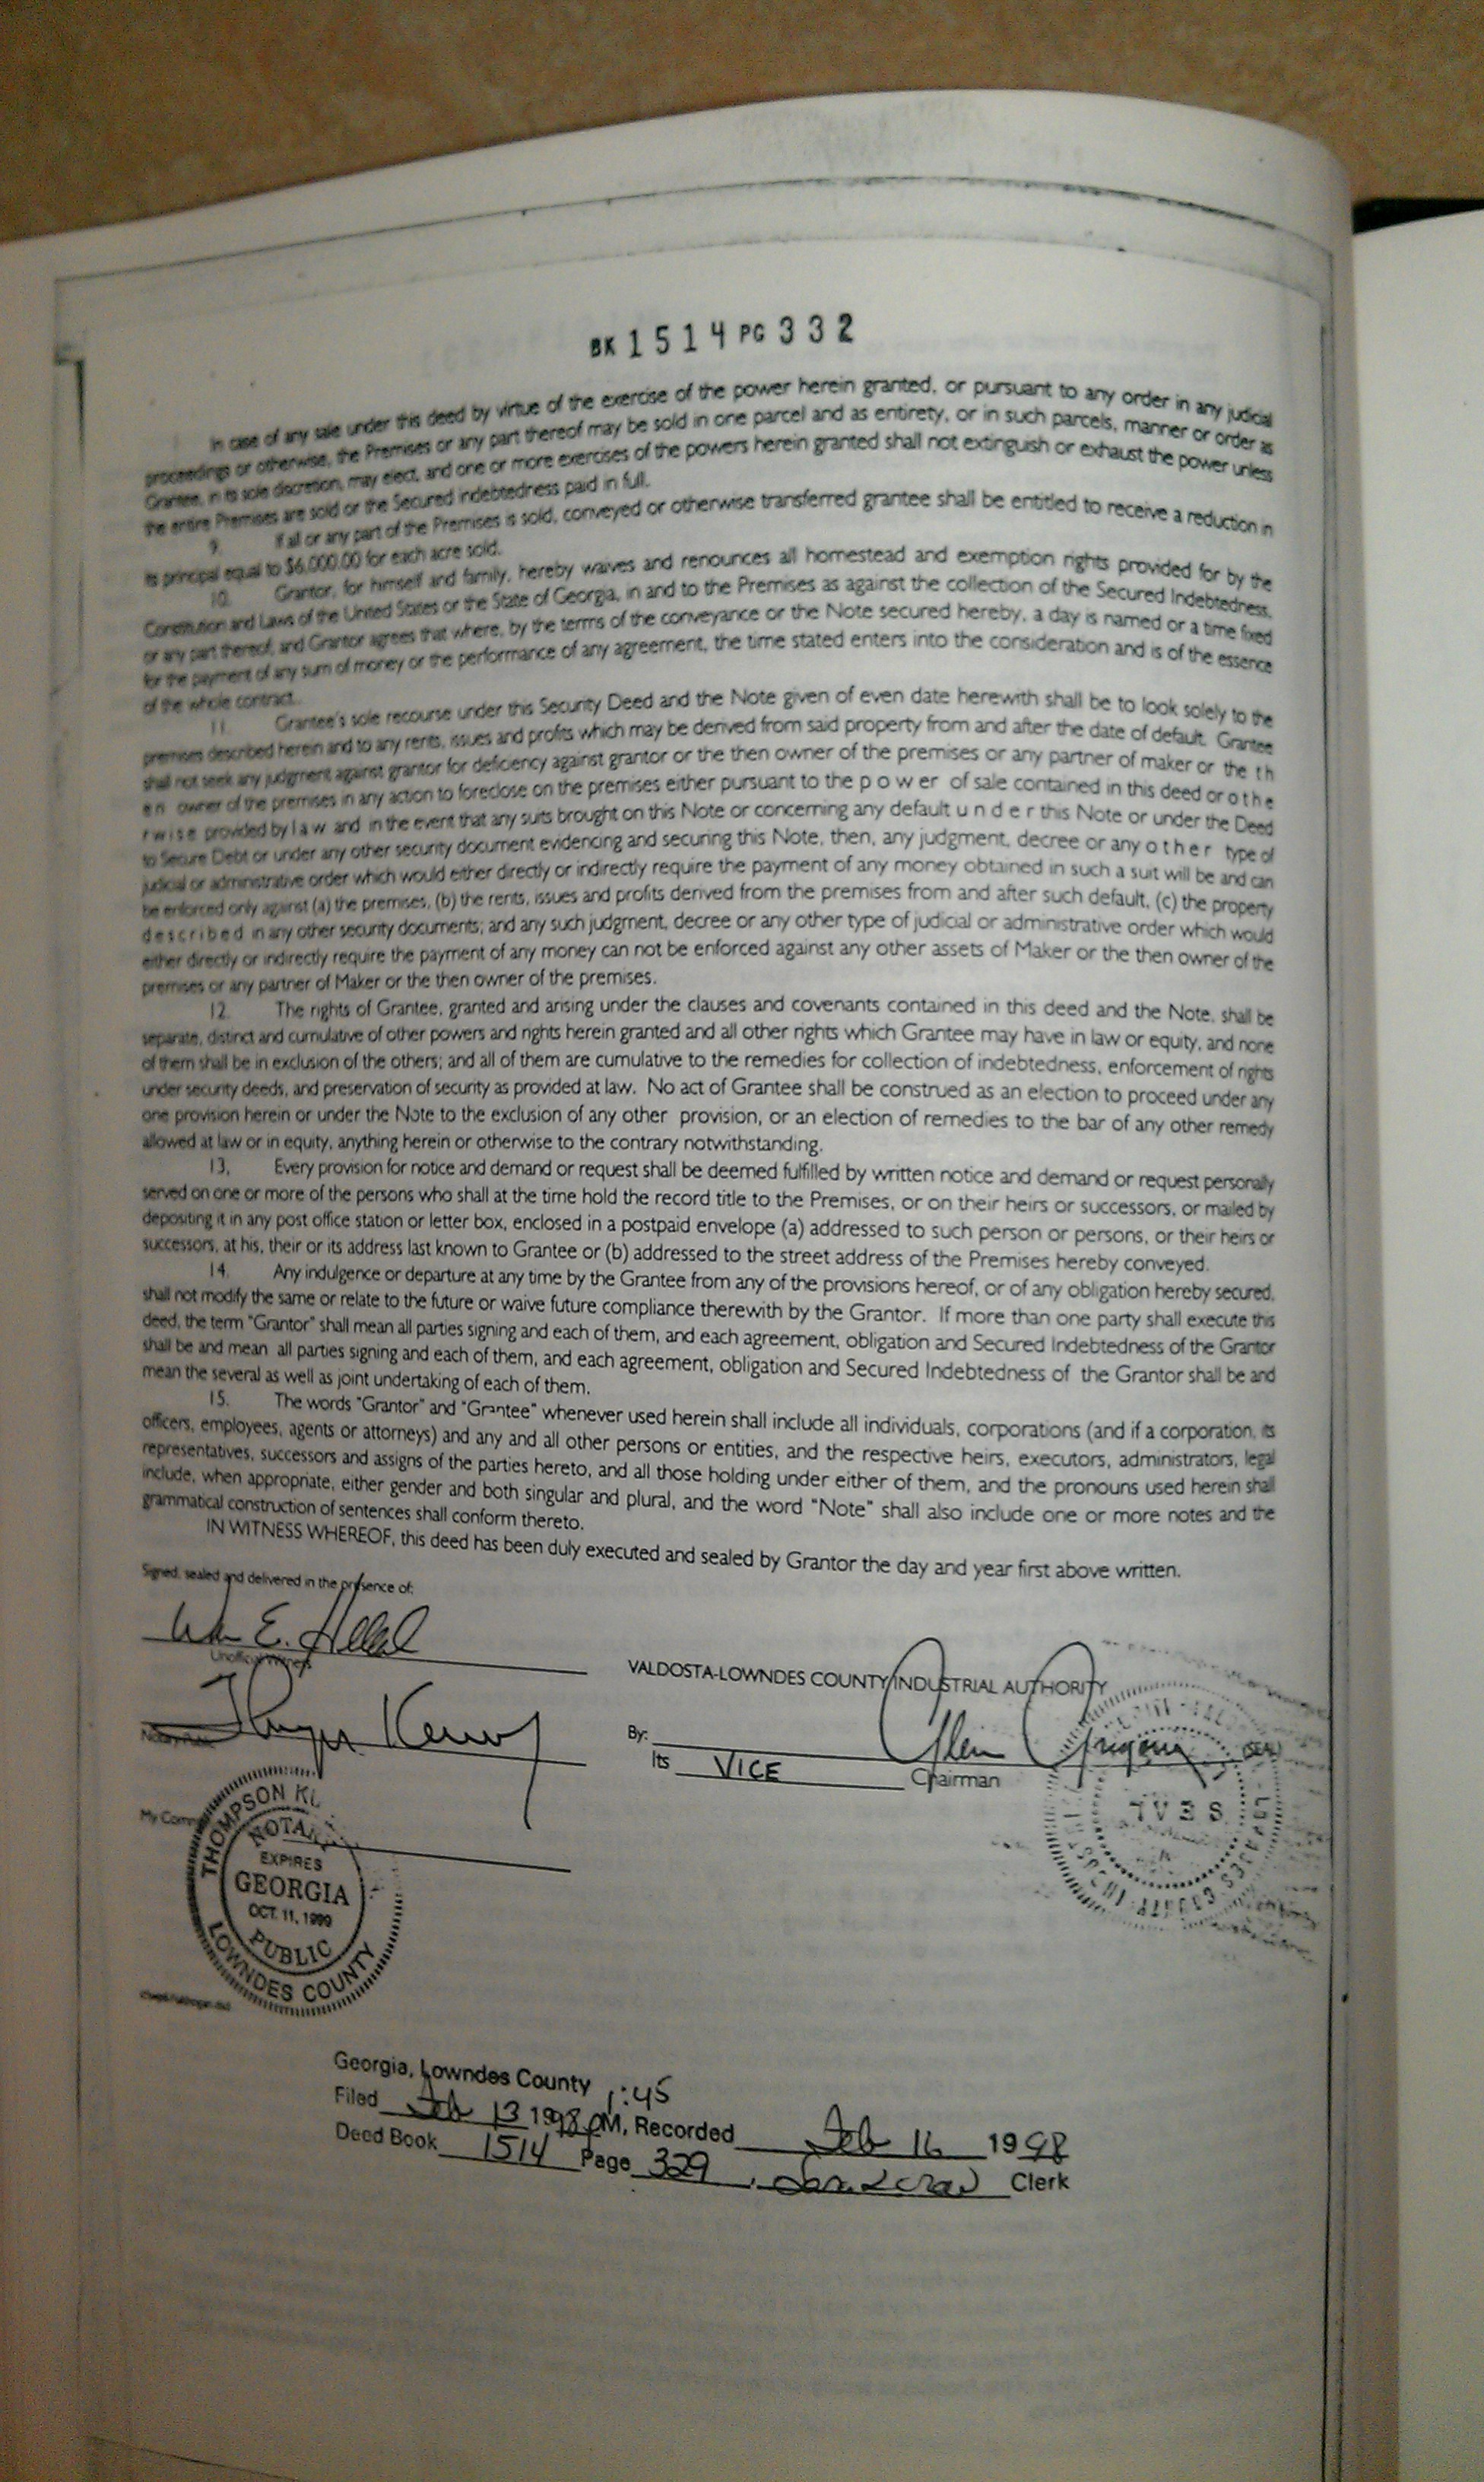 BK 1514 PG 332
In case of any sale under this deed by virtue of the exercise of the power herein granted, or pursuant to any order in any judicial
proceedings or otherwise, the Premises or any part thereof may be sold in one parcel and as entirety, or in such parcels, manner or order as
Grantee, in its sole discretion, may elect, and one or more exercises of the powers herein granted shall not extinguish or exhaust the power unless
the entire Premises are sold or the Secured indebtedness paid in full.
9. If all or any part of the Premises is sold, conveyed or otherwise transferred grantee shall be entitled to receive a reduction in
its principal equal to $6,000.00 for each acre sold.
10. Grantor, for himself and family, hereby waives and renounces all homestead and exemption rights provided for by the
Constitution and Laws of the United States or the State of Georgia, in and to the Premises as against the collection of the Secured Indebtedness,
or any part thereof, and Grantor agrees that where, by the terms of the conveyance or the Note secured hereby, a day is named or a time fixed
for the payment of any sum of money or the performance of any agreement, the time stated enters into the consideration and is of the essence
of the whole contract.
11. Grantee's sole recourse under this Security Deed and the Note given of even date herewith shall be to look solely to the
premises described herein and to any rents, issues and profits which may be derived from said property from and after the date of default. Grantee
shall not seek any judgment against grantor for deficiency against grantor or the then owner of the premises or any partner of maker or the th
e n owner of the premises in any action to foreclose on the premises either pursuant to the p o w e r of sale contained in this deed or o t h e
r w i s e provided by l a w and in the event that any suits brought on this Note or concerning any default u n d e r this Note or under the Deed
to Secure Debt or under any other security document evidencing and securing this Note, then, any judgment, decree or any o t h e r type of
judicial or administrative order which would either directly or indirectly require the payment of any money obtained in such a suit will be and can
be enforced only against (a) the premises, (b) the rents, issues and profits derived from the premises from and after such default, (c) the property
d e s c r i b e d in any other security documents; and any such judgment, decree or any other type of judicial or administrative order which would
either directly or indirectly require the payment of any money can not be enforced against any other assets of Maker or the then owner of the
premises or any partner of Maker or the then owner of the premises.
12. The rights of Grantee, granted and arising under the clauses and covenants contained in this deed and the Note, shall be
separate, distinct and cumulative of other powers and rights herein granted and all other rights which Grantee may have in law or equity, and none
of them shall be in exclusion of the others; and all of them are cumulative to the remedies for collection of indebtedness, enforcement of rights
under security deeds, and preservation of security as provided at law. No act of Grantee shall be construed as an election to proceed under any
one provision herein or under the Note to the exclusion of any other provision, or an election of remedies to the bar of any other remedy
allowed at law or in equity, anything herein or otherwise to the contrary notwithstanding.
13. Every provision for notice and demand or request shall be deemed fulfilled by written notice and demand or request personally
served on one or more of the persons who shall at the time hold the record title to the Premises, or on their heirs or successors, or mailed by
depositing it in any post office station or letter box, enclosed in a postpaid envelope (a) addressed to such person or persons, or their heirs or
successors, at his, their or its address last known to Grantee or (b) addressed to the street address of the Premises hereby conveyed.
14. Any indulgence or departure at any time by the Grantee from any of the provisions hereof, or of any obligation hereby secured,
shall not modify the same or relate to the future or waive future compliance therewith by the Grantor. If more than one party shall execute this
deed, the term "Grantor" shall mean all parties signing and each of them, and each agreement, obligation and Secured Indebtedness of the Grantor
shall be and mean all parties signing and each of them, and each agreement, obligation and Secured Indebtedness of the Grantor shall be and
mean the several as well as joint undertaking of each of them.
15. The words "Grantor" and "Grantee" whenever used herein shall include all individuals, corporations (and if a corporation, its
officers, employees, agents or attorneys) and any and all other persons or entities, and the respective heirs, executors, administrators, legal
representatives, successors and assigns of the parties hereto, and all those holding under either of them, and the pronouns used herein shall
include, when appropriate, either gender and both singular and plural, and the word "Note" shall also include one or more notes and the
grammatical construction of sentences shall conform thereto.
IN WITNESS WHEREOF, this deed has been duly executed and sealed by Grantor the day and year first above written.
Signed, sealed and delivered in the presence of:
Unofficial Witness
VALDOSTA-LOWNDES COUNTY INDUSTRIAL AUTHORITY
Notary Public
By: (SEAL)
Its VICE Chairman
My Comm
THOMPSON KU
NOTA
EXPIRES
GEORGIA
OCT. 11, 1999
PUBLIC
LOWNDES COUNTY
Georgia, Lowndes County 1:45
Filed Feb 13 1998 PM, Recorded Feb 16 1998
Deed Book 1514 Page 329, Clerk